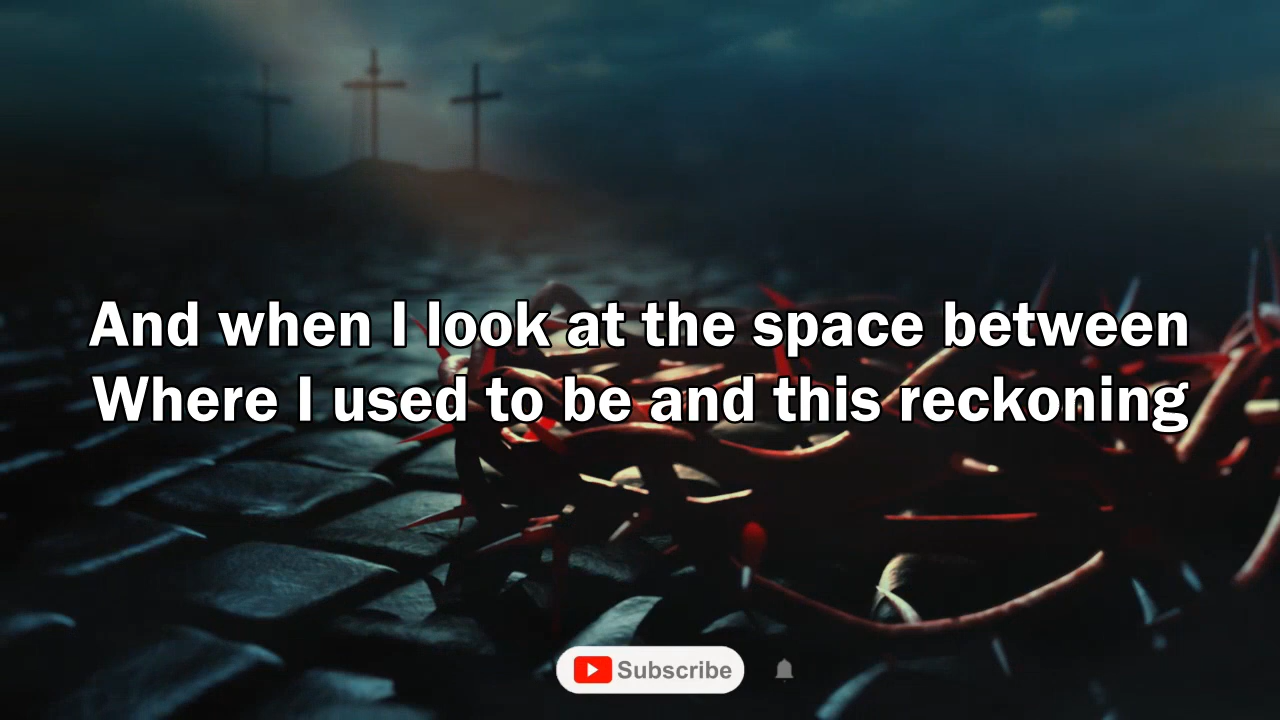 And when I look at the space between
Where I used to be and this reckoning
Subscribe